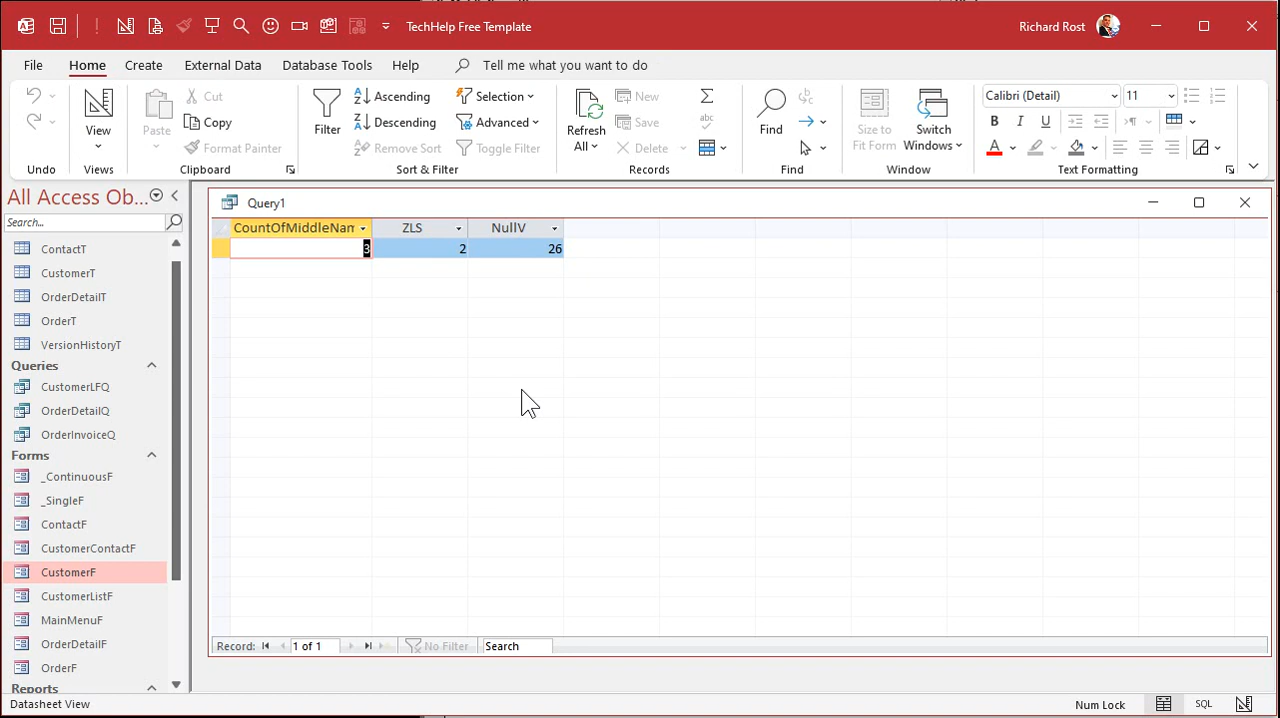 TechHelp Free Template
Richard Rost
File Home Create External Data Database Tools Help Tell me what you want to do
Undo
View
Views
Paste
Cut
Copy
Format Painter
Clipboard
Filter
Ascending
Descending
Remove Sort
Selection
Advanced
Toggle Filter
Sort & Filter
Refresh
All
New
Save
Delete
Records
Find
Find
Size to
Fit Form
Switch
Windows
Window
Calibri (Detail) 11
B I U
A
Text Formatting
All Access Ob...
Search...
ContactT
CustomerT
OrderDetailT
OrderT
VersionHistoryT
Queries
CustomerLFQ
OrderDetailQ
OrderInvoiceQ
Forms
_ContinuousF
_SingleF
ContactF
CustomerContactF
CustomerF
CustomerListF
MainMenuF
OrderDetailF
OrderF
Reports
Query1
CountOfMiddleNam ZLS NullV
3 2 26
Record: 1 of 1 No Filter Search
Datasheet View
Num Lock SQL